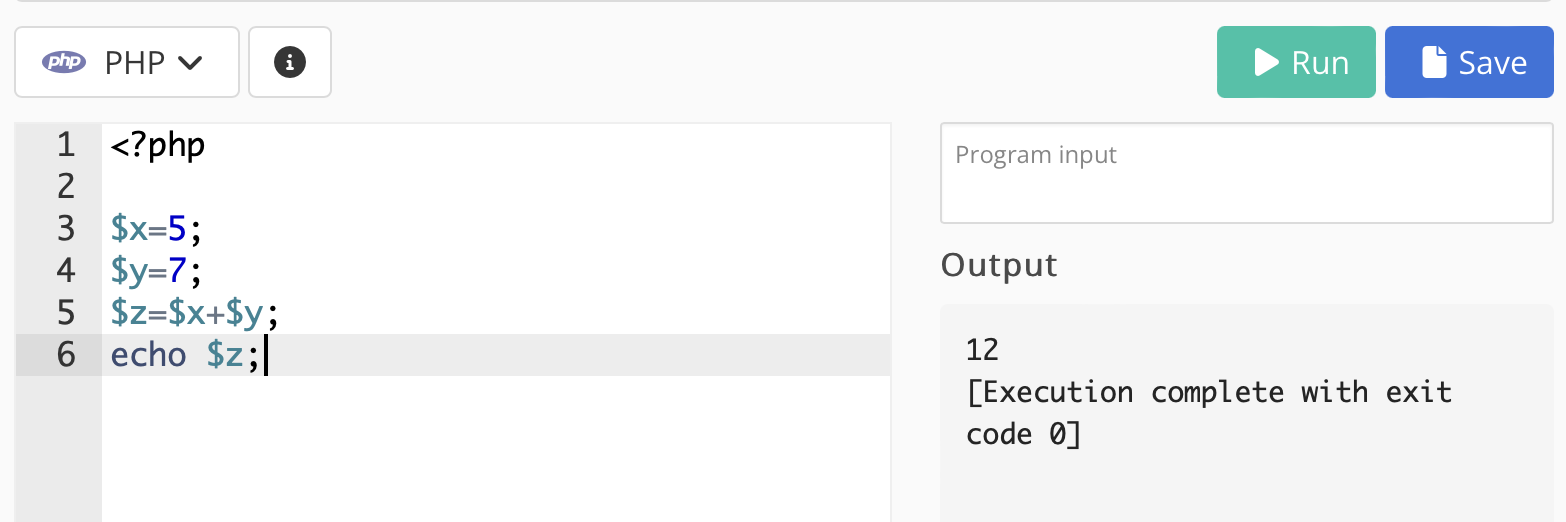 php PHP
Run
Save
1 <?php
2
3 $x=5;
4 $y=7;
5 $z=$x+$y;
6 echo $z;
Program input
Output
12
[Execution complete with exit
code 0]